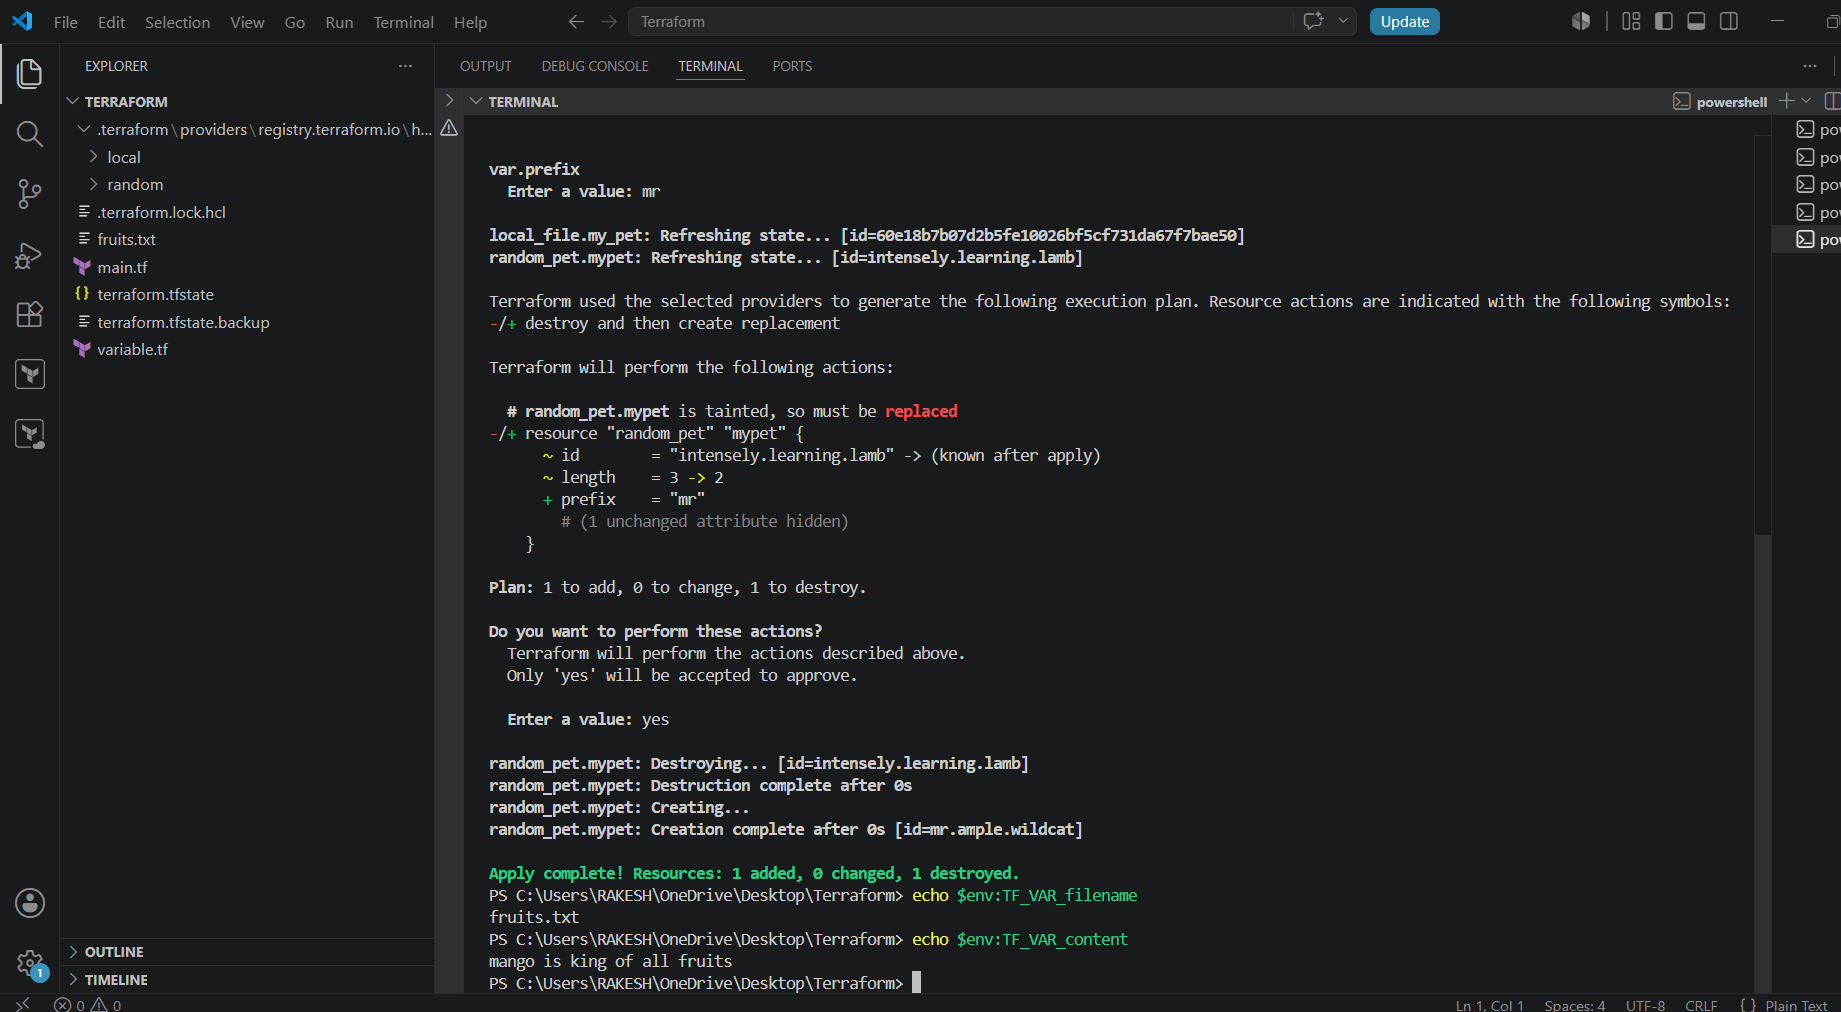 File Edit Selection View Go Run Terminal Help
Terraform
Update
EXPLORER
TERRAFORM
.terraform\providers\registry.terraform.io\h...
local
random
.terraform.lock.hcl
fruits.txt
main.tf
{} terraform.tfstate
terraform.tfstate.backup
variable.tf
OUTLINE
TIMELINE
1
OUTPUT DEBUG CONSOLE TERMINAL PORTS
TERMINAL
powershell
po
po
po
po
po
var.prefix
Enter a value: mr
local_file.my_pet: Refreshing state... [id=60e18b7b07d2b5fe10026bf5cf731da67f7bae50]
random_pet.mypet: Refreshing state... [id=intensely.learning.lamb]
Terraform used the selected providers to generate the following execution plan. Resource actions are indicated with the following symbols:
-/+ destroy and then create replacement
Terraform will perform the following actions:
# random_pet.mypet is tainted, so must be replaced
-/+ resource "random_pet" "mypet" {
~ id = "intensely.learning.lamb" -> (known after apply)
~ length = 3 -> 2
+ prefix = "mr"
# (1 unchanged attribute hidden)
}
Plan: 1 to add, 0 to change, 1 to destroy.
Do you want to perform these actions?
Terraform will perform the actions described above.
Only 'yes' will be accepted to approve.
Enter a value: yes
random_pet.mypet: Destroying... [id=intensely.learning.lamb]
random_pet.mypet: Destruction complete after 0s
random_pet.mypet: Creating...
random_pet.mypet: Creation complete after 0s [id=mr.ample.wildcat]
Apply complete! Resources: 1 added, 0 changed, 1 destroyed.
PS C:\Users\RAKESH\OneDrive\Desktop\Terraform> echo $env:TF_VAR_filename
fruits.txt
PS C:\Users\RAKESH\OneDrive\Desktop\Terraform> echo $env:TF_VAR_content
mango is king of all fruits
PS C:\Users\RAKESH\OneDrive\Desktop\Terraform>
0 0 Ln 1, Col 1 Spaces: 4 UTF-8 CRLF {} Plain Text